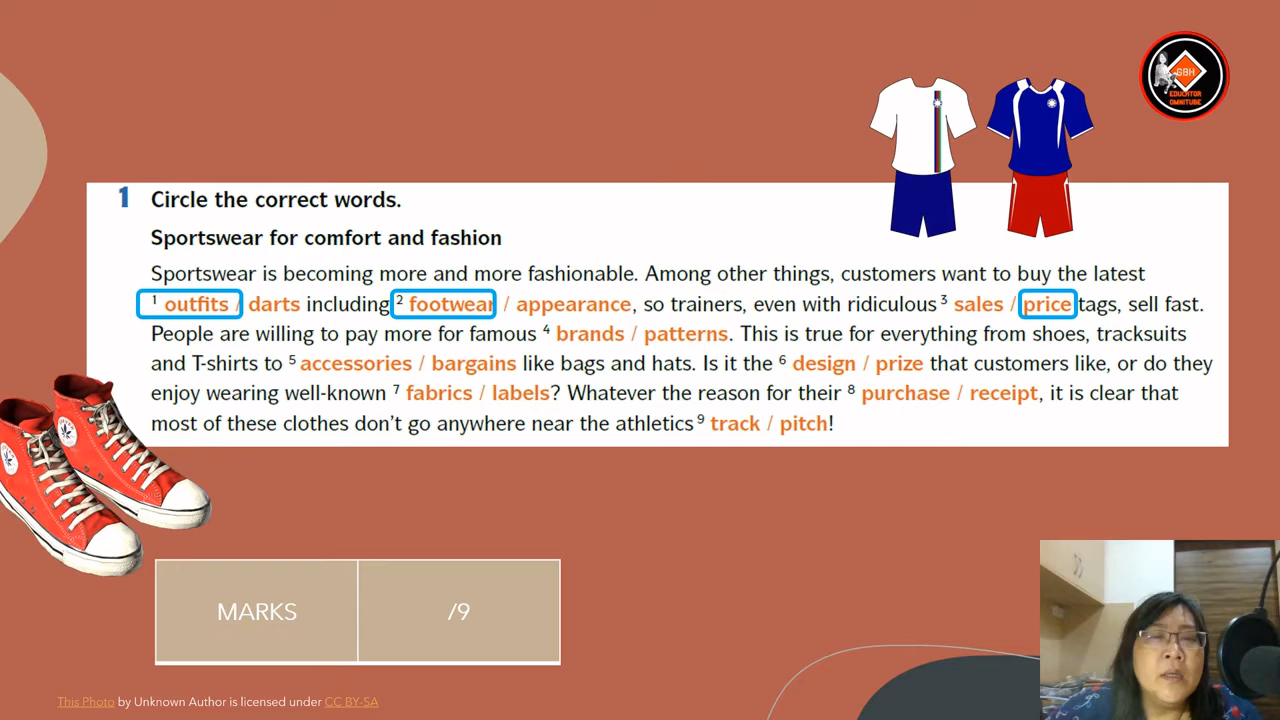 GBH
EDUCATOR
OMNITUBE
1 Circle the correct words.
Sportswear for comfort and fashion
Sportswear is becoming more and more fashionable. Among other things, customers want to buy the latest
1 outfits / darts including 2 footwear / appearance, so trainers, even with ridiculous 3 sales / price tags, sell fast.
People are willing to pay more for famous 4 brands / patterns. This is true for everything from shoes, tracksuits
and T-shirts to 5 accessories / bargains like bags and hats. Is it the 6 design / prize that customers like, or do they
enjoy wearing well-known 7 fabrics / labels? Whatever the reason for their 8 purchase / receipt, it is clear that
most of these clothes don't go anywhere near the athletics 9 track / pitch!
MARKS /9
This Photo by Unknown Author is licensed under CC BY-SA